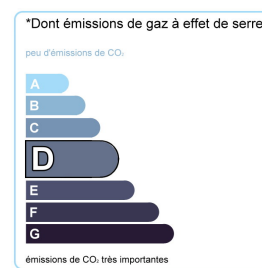 *Dont émissions de gaz à effet de serre
peu d'émissions de CO₂
A
B
C
D
E
F
G
émissions de CO₂ très importantes